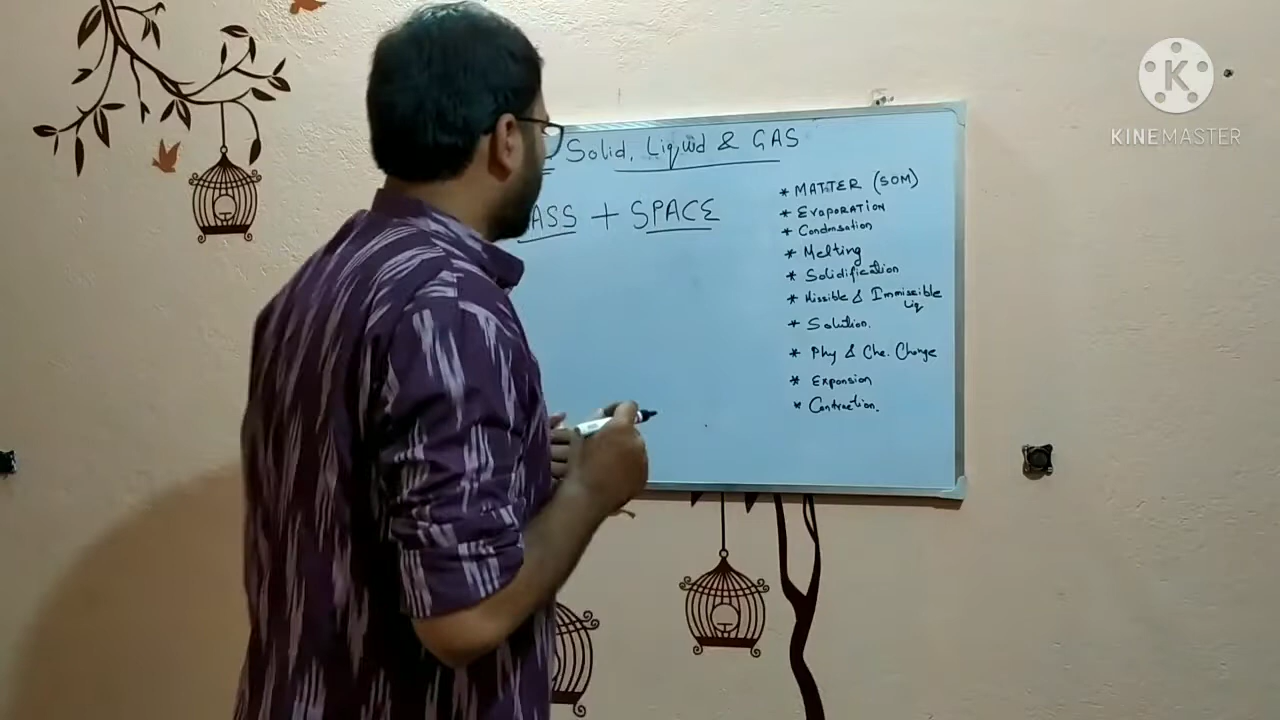 Solid, Liquid & GAS
ASS + SPACE
* MATTER (SOM)
* EvapoRATION
* Condensation
* Melting
* Solidification
* Missible & Immiscible
Liq
* Solution.
* Phy & Che. Change
* Expansion
* Contraction.
K
KINEMASTER